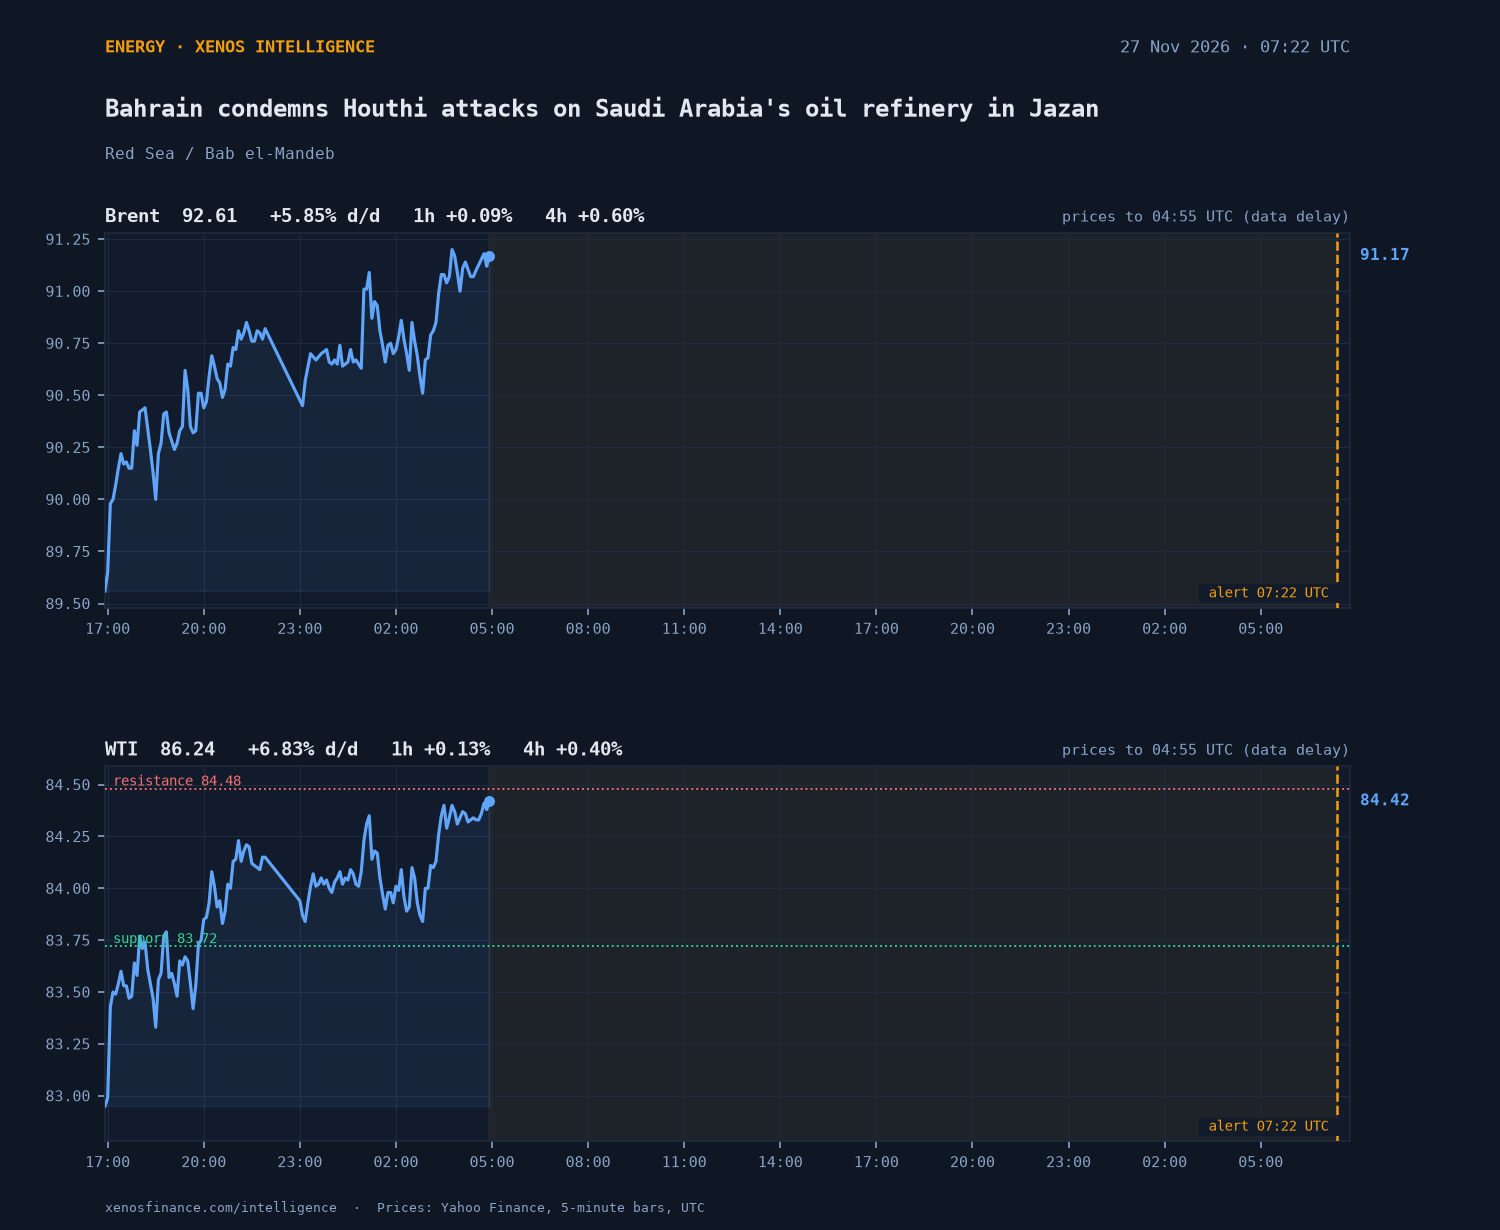 ENERGY · XENOS INTELLIGENCE
27 Nov 2026 · 07:22 UTC
Bahrain condemns Houthi attacks on Saudi Arabia's oil refinery in Jazan
Red Sea / Bab el-Mandeb
Brent 92.61 +5.85% d/d 1h +0.09% 4h +0.60%
prices to 04:55 UTC (data delay)
91.25
91.00
90.75
90.50
90.25
90.00
89.75
89.50
91.17
alert 07:22 UTC
17:00 20:00 23:00 02:00 05:00 08:00 11:00 14:00 17:00 20:00 23:00 02:00 05:00
WTI 86.24 +6.83% d/d 1h +0.13% 4h +0.40%
prices to 04:55 UTC (data delay)
84.50
84.25
84.00
83.75
83.50
83.25
83.00
resistance 84.48
support 83.72
84.42
alert 07:22 UTC
17:00 20:00 23:00 02:00 05:00 08:00 11:00 14:00 17:00 20:00 23:00 02:00 05:00
xenosfinance.com/intelligence · Prices: Yahoo Finance, 5-minute bars, UTC